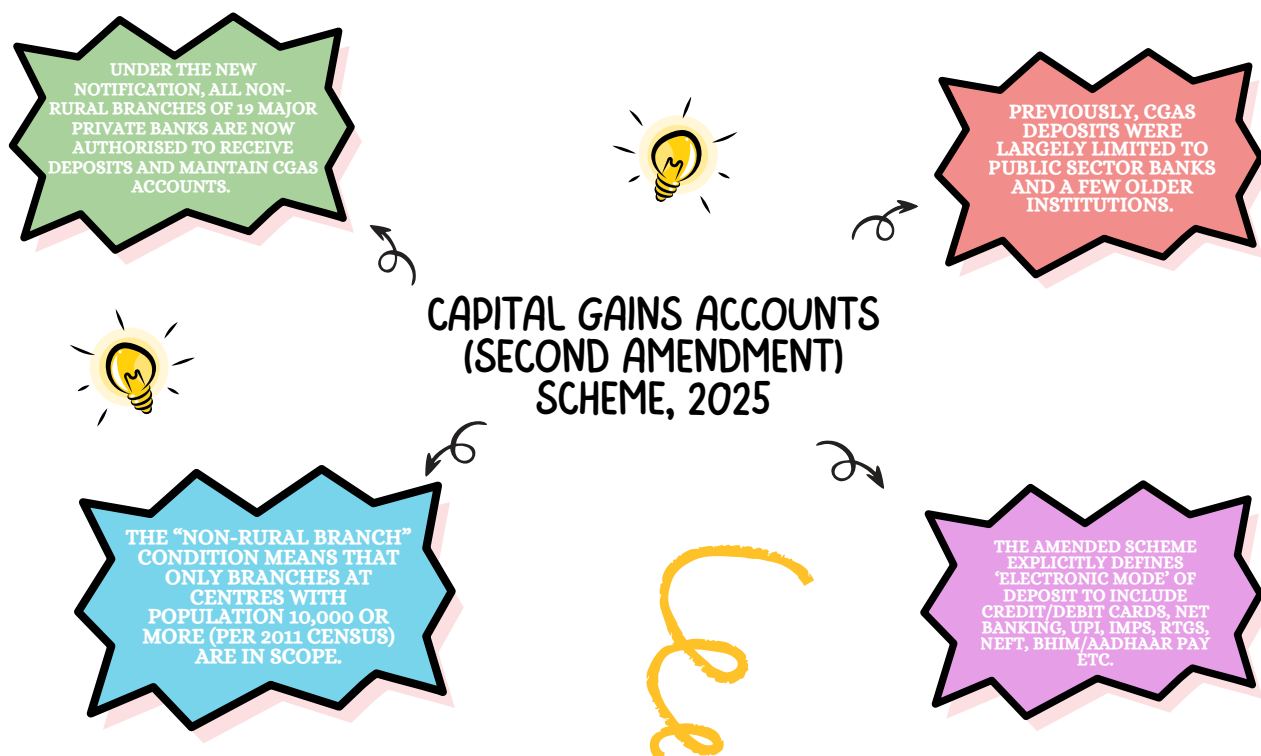 UNDER THE NEW
NOTIFICATION, ALL NON-
RURAL BRANCHES OF 19 MAJOR
PRIVATE BANKS ARE NOW
AUTHORISED TO RECEIVE
DEPOSITS AND MAINTAIN CGAS
ACCOUNTS.
PREVIOUSLY, CGAS
DEPOSITS WERE
LARGELY LIMITED TO
PUBLIC SECTOR BANKS
AND A FEW OLDER
INSTITUTIONS.
CAPITAL GAINS ACCOUNTS
(SECOND AMENDMENT)
SCHEME, 2025
THE “NON-RURAL BRANCH”
CONDITION MEANS THAT
ONLY BRANCHES AT
CENTRES WITH
POPULATION 10,000 OR
MORE (PER 2011 CENSUS)
ARE IN SCOPE.
THE AMENDED SCHEME
EXPLICITLY DEFINES
‘ELECTRONIC MODE’ OF
DEPOSIT TO INCLUDE
CREDIT/DEBIT CARDS, NET
BANKING, UPI, IMPS, RTGS,
NEFT, BHIM/AADHAAR PAY
ETC.